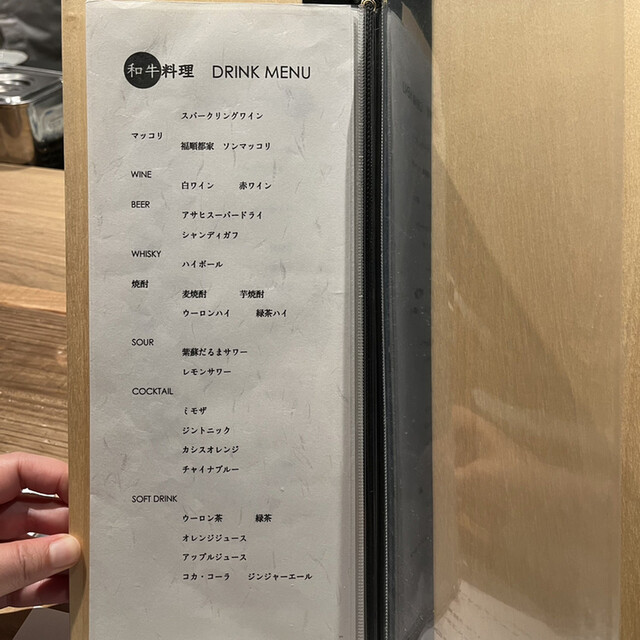 和牛料理 DRINK MENU
スパークリングワイン
マッコリ
福順都家 ソンマッコリ
WINE
白ワイン 赤ワイン
BEER
アサヒスーパードライ
シャンディガフ
WHISKY
ハイボール
焼酎
麦焼酎 芋焼酎
ウーロンハイ 緑茶ハイ
SOUR
紫蘇だるまサワー
レモンサワー
COCKTAIL
ミモザ
ジントニック
カシスオレンジ
チャイナブルー
SOFT DRINK
ウーロン茶 緑茶
オレンジジュース
アップルジュース
コカ・コーラ ジンジャーエール